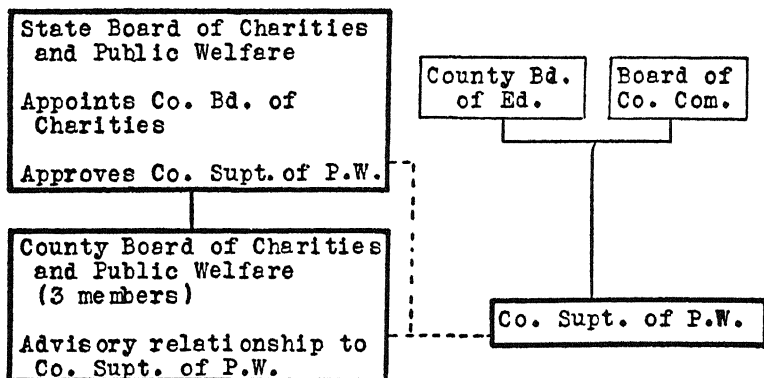 State Board of Charities
and Public Welfare
Appoints Co. Bd. of
Charities
Approves Co. Supt. of P.W.
County Bd.
of Ed.
Board of
Co. Com.
County Board of Charities
and Public Welfare
(3 members)
Advisory relationship to
Co. Supt. of P.W.
Co. Supt. of P.W.